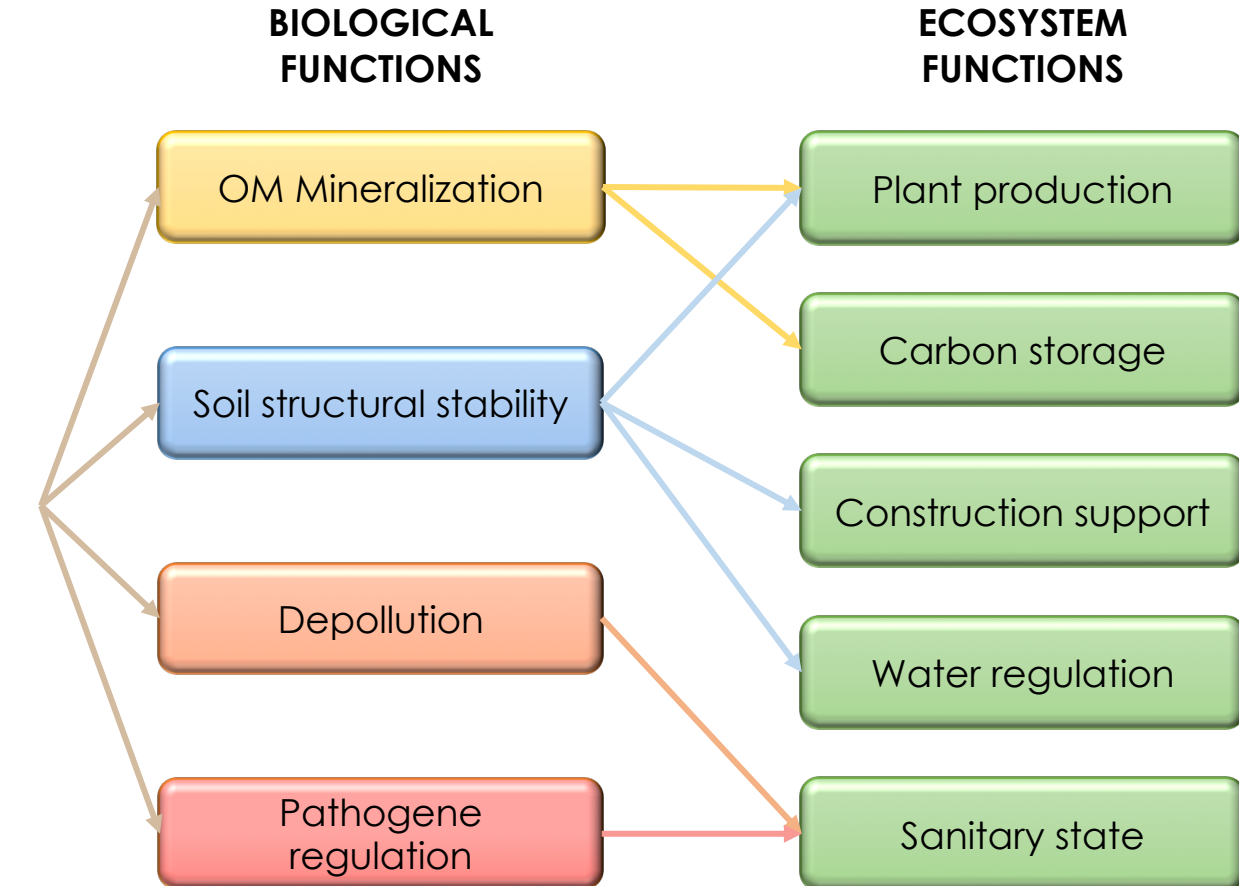 BIOLOGICAL
FUNCTIONS
ECOSYSTEM
FUNCTIONS
OM Mineralization
Plant production
Carbon storage
Soil structural stability
Construction support
Depollution
Water regulation
Pathogene
regulation
Sanitary state